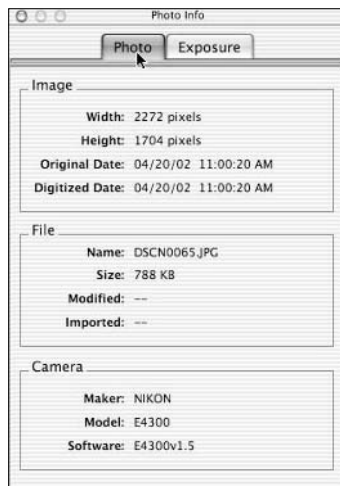 Photo Info
Photo Exposure
Image
Width: 2272 pixels
Height: 1704 pixels
Original Date: 04/20/02 11:00:20 AM
Digitized Date: 04/20/02 11:00:20 AM
File
Name: DSCN0065.JPG
Size: 788 KB
Modified: --
Imported: --
Camera
Maker: NIKON
Model: E4300
Software: E4300v1.5